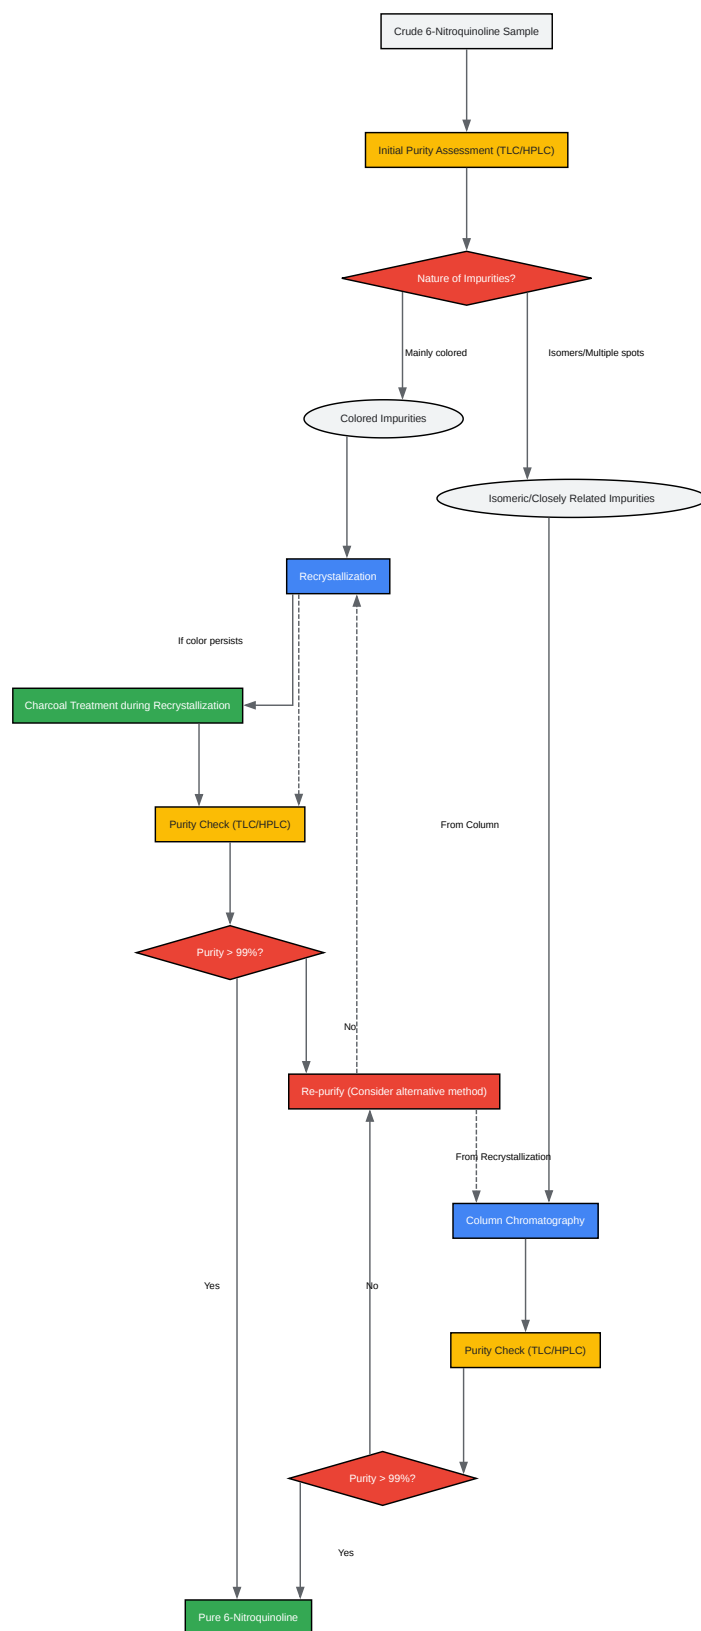 Crude 6-Nitroquinoline Sample
Initial Purity Assessment (TLC/HPLC)
Nature of Impurities?
Mainly colored
Isomers/Multiple spots
Colored Impurities
Isomeric/Closely Related Impurities
Recrystallization
If color persists
Charcoal Treatment during Recrystallization
Purity Check (TLC/HPLC)
From Column
Purity > 99%?
No
Re-purify (Consider alternative method)
From Recrystallization
Column Chromatography
Yes
No
Purity Check (TLC/HPLC)
Purity > 99%?
Yes
Pure 6-Nitroquinoline